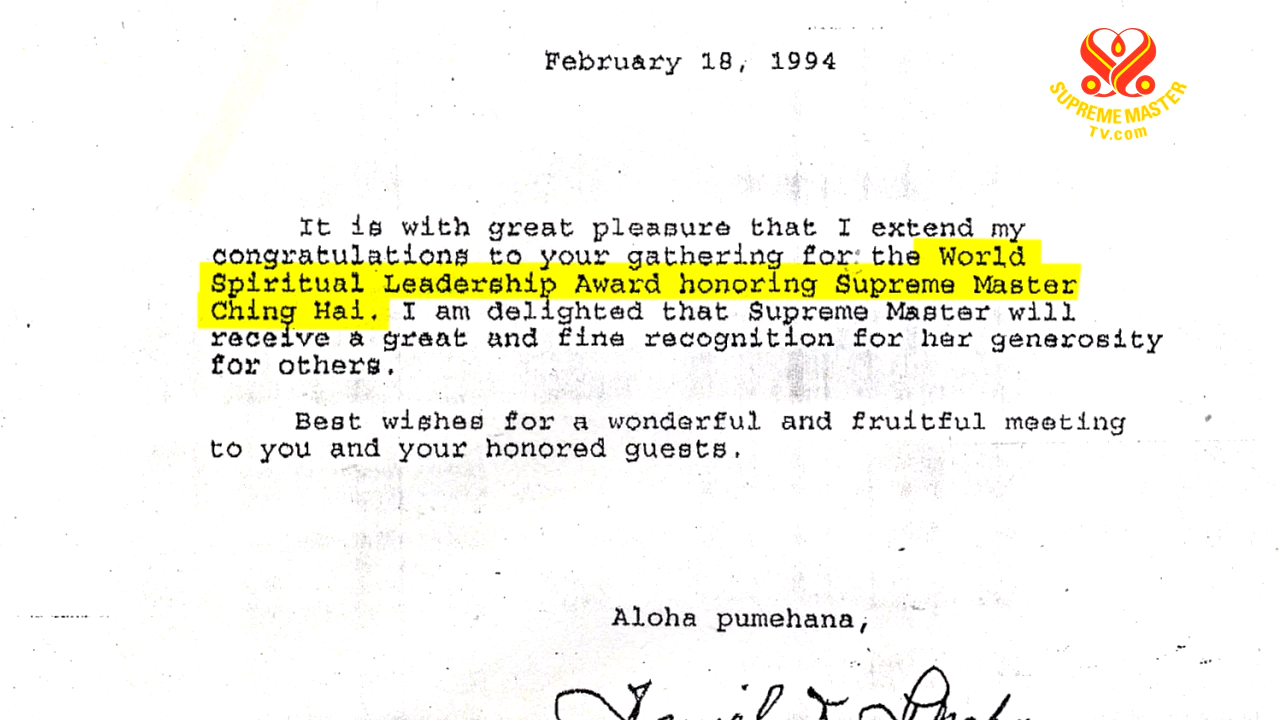 February 18, 1994
SUPREME MASTER
TV.com
It is with great pleasure that I extend my
congratulations to your gathering for the World
Spiritual Leadership Award honoring Supreme Master
Ching Hai. I am delighted that Supreme Master will
receive a great and fine recognition for her generosity
for others.
Best wishes for a wonderful and fruitful meeting
to you and your honored guests.
Aloha pumehana,